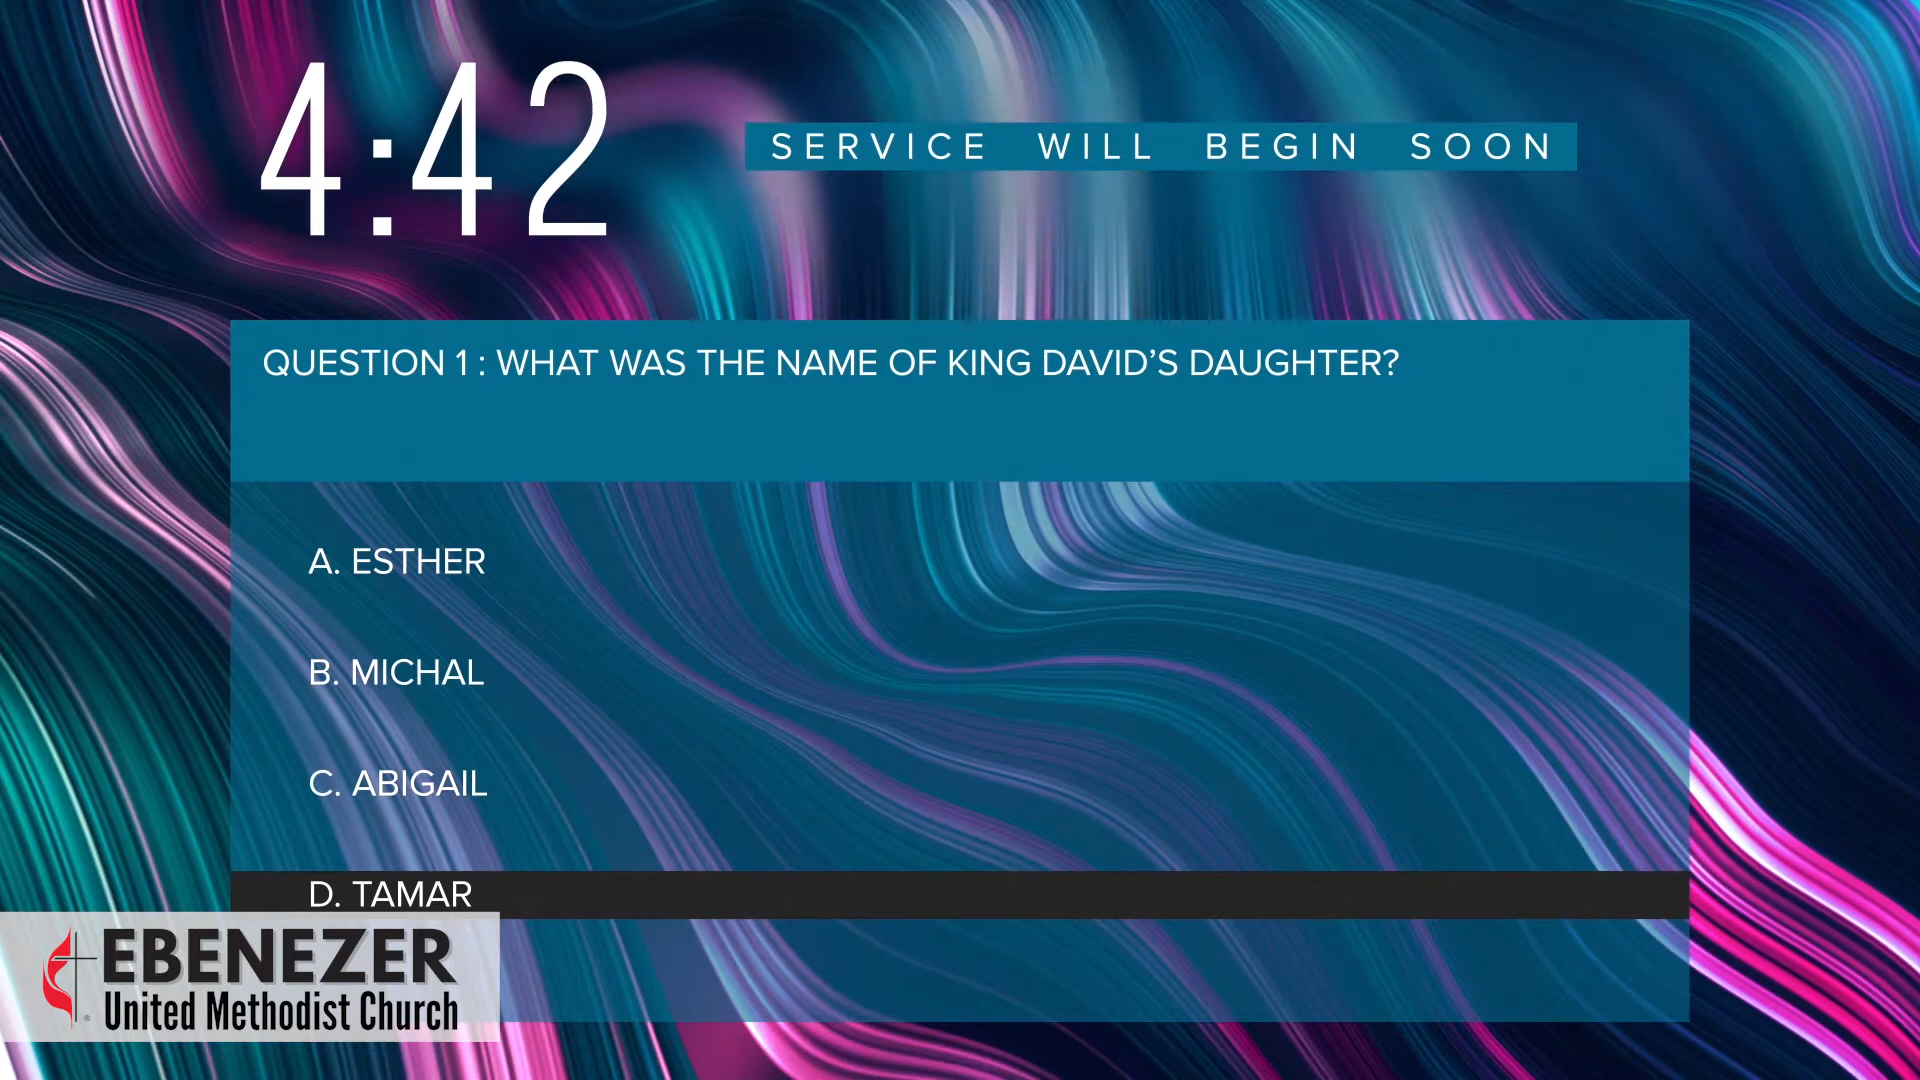 4:42
SERVICE WILL BEGIN SOON
QUESTION 1 : WHAT WAS THE NAME OF KING DAVID’S DAUGHTER?
A. ESTHER
B. MICHAL
C. ABIGAIL
D. TAMAR
EBENEZER
United Methodist Church
®